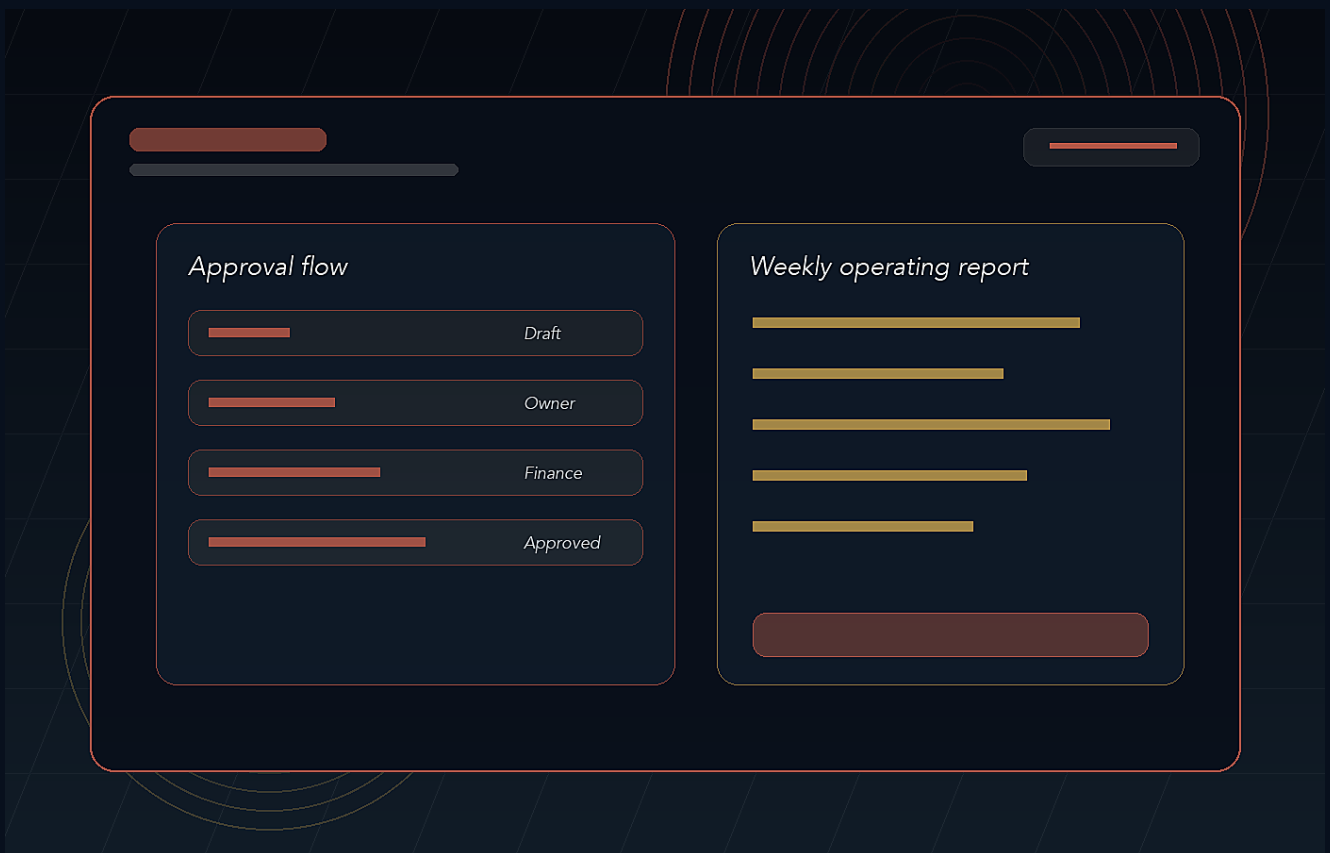 Approval flow
Draft
Owner
Finance
Approved
Weekly operating report